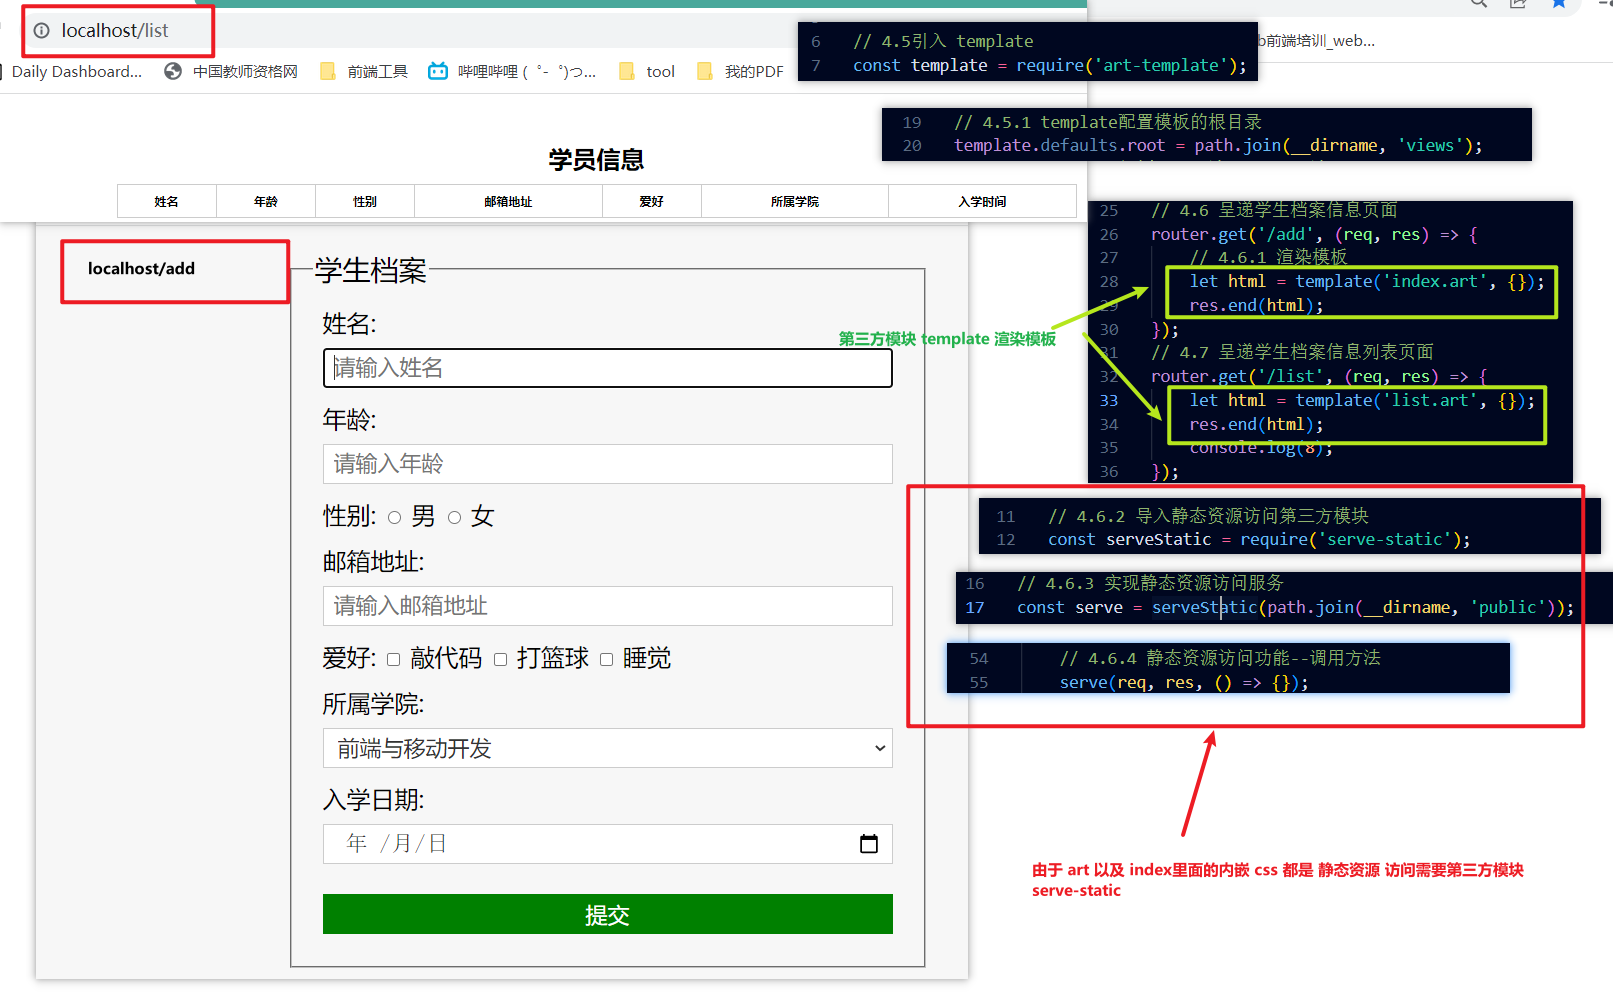 localhost/list
b前端培训_web...
Daily Dashboard...
中国教师资格网
前端工具
哔哩哔哩 ( ゜- ゜)つ...
tool
我的PDF
6 // 4.5引入 template
7 const template = require('art-template');
19 // 4.5.1 template配置模板的根目录
20 template.defaults.root = path.join(__dirname, 'views');
学员信息
姓名 年龄 性别 邮箱地址 爱好 所属学院 入学时间
25 // 4.6 呈递学生档案信息页面
26 router.get('/add', (req, res) => {
27 // 4.6.1 渲染模板
28 let html = template('index.art', {});
29 res.end(html);
30 });
31 // 4.7 呈递学生档案信息列表页面
32 router.get('/list', (req, res) => {
33 let html = template('list.art', {});
34 res.end(html);
35 console.log(8);
36 });
第三方模块 template 渲染模板
localhost/add
学生档案
姓名:
请输入姓名
年龄:
请输入年龄
性别: 男 女
邮箱地址:
请输入邮箱地址
爱好: 敲代码 打篮球 睡觉
所属学院:
前端与移动开发
入学日期:
年 /月/日
提交
11 // 4.6.2 导入静态资源访问第三方模块
12 const serveStatic = require('serve-static');
16 // 4.6.3 实现静态资源访问服务
17 const serve = serveStatic(path.join(__dirname, 'public'));
54 // 4.6.4 静态资源访问功能--调用方法
55 serve(req, res, () => {});
由于 art 以及 index里面的内嵌 css 都是 静态资源 访问需要第三方模块
serve-static